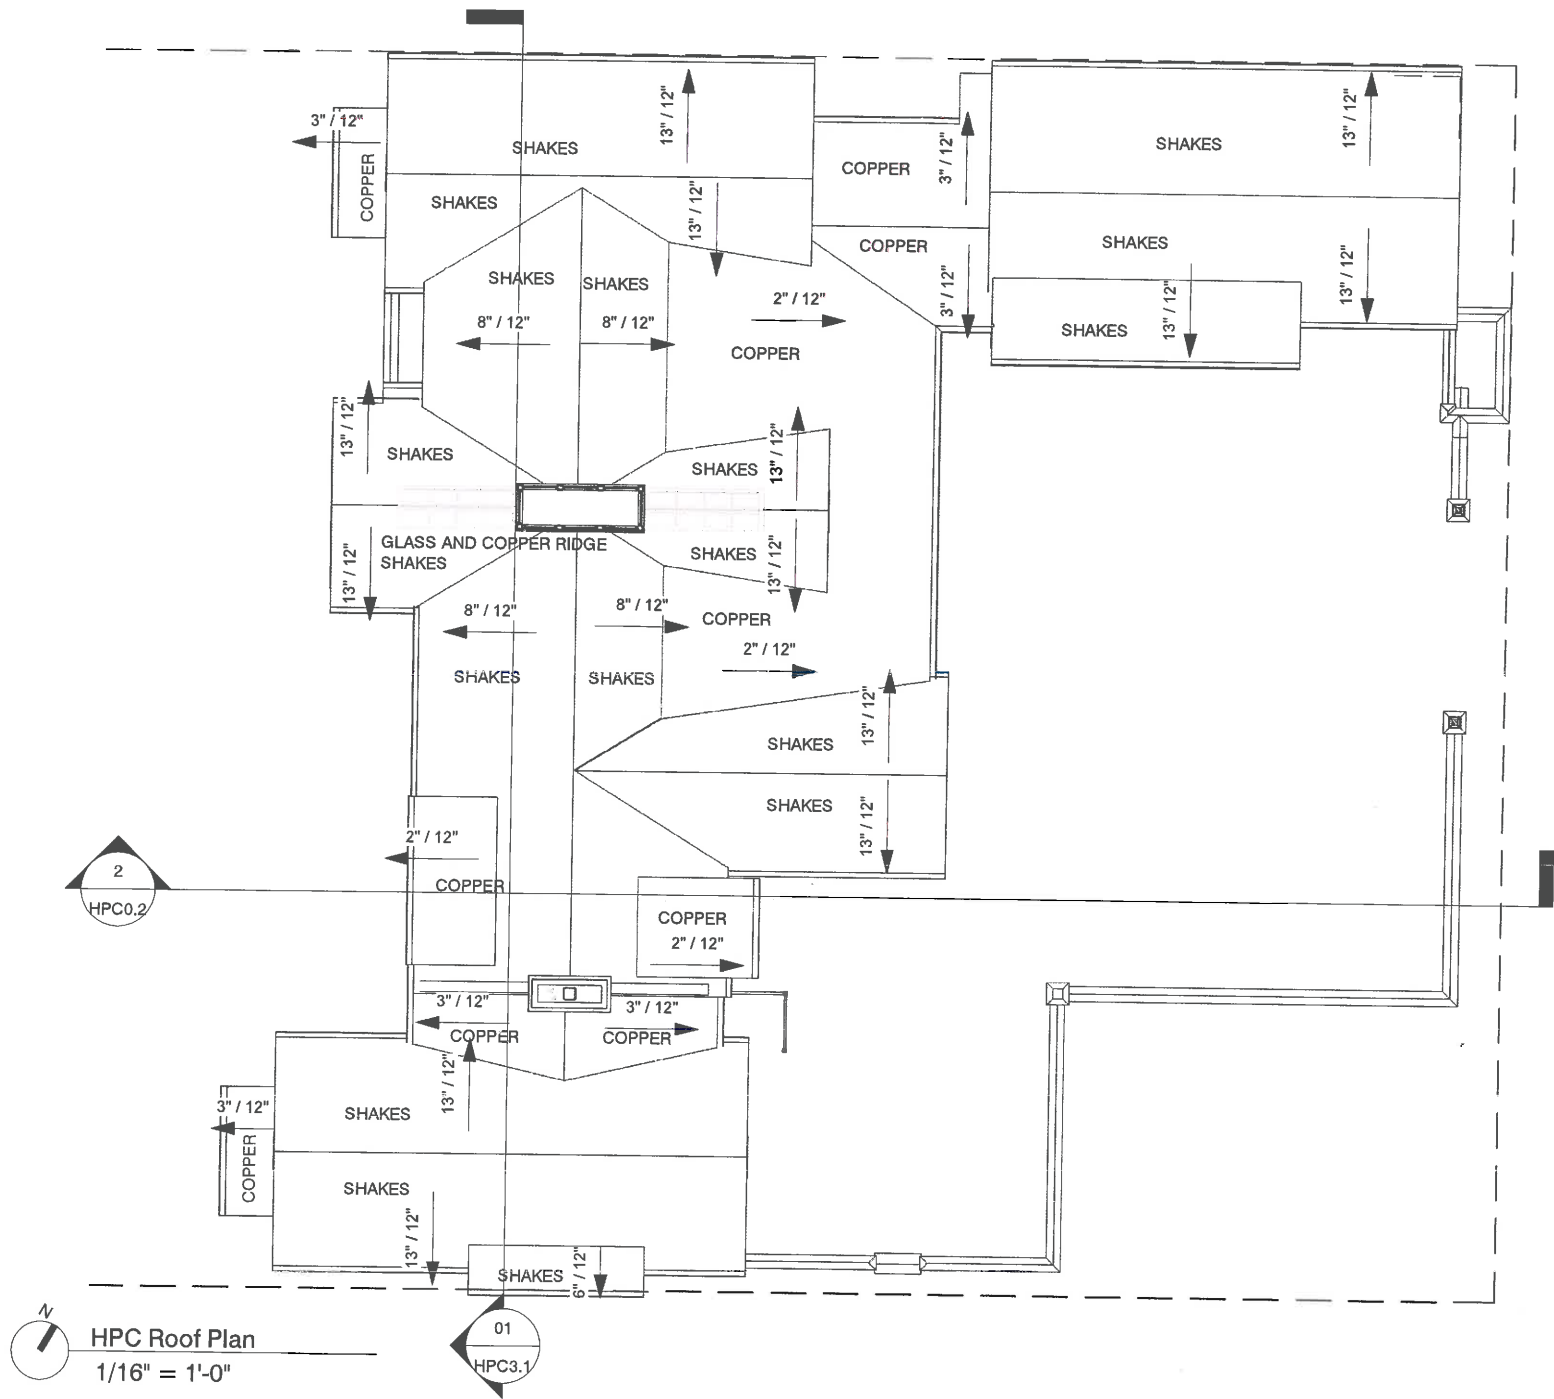 3" / 12"
COPPER
SHAKES
13" / 12"
SHAKES
13" / 12"
COPPER
3" / 12"
COPPER
3" / 12"
SHAKES
13" / 12"
SHAKES
13" / 12"
SHAKES
13" / 12"
SHAKES
SHAKES
8" / 12"
8" / 12"
2" / 12"
COPPER
13" / 12"
SHAKES
SHAKES
13" / 12"
GLASS AND COPPER RIDGE
SHAKES
13" / 12"
SHAKES
13" / 12"
8" / 12"
8" / 12"
COPPER
2" / 12"
SHAKES
SHAKES
13" / 12"
SHAKES
SHAKES
13" / 12"
2" / 12"
COPPER
2
HPC0.2
COPPER
2" / 12"
3" / 12"
3" / 12"
COPPER
COPPER
13" / 12"
3" / 12"
COPPER
SHAKES
SHAKES
13" / 12"
SHAKES
6" / 12"
N
HPC Roof Plan
1/16" = 1'-0"
01
HPC3.1